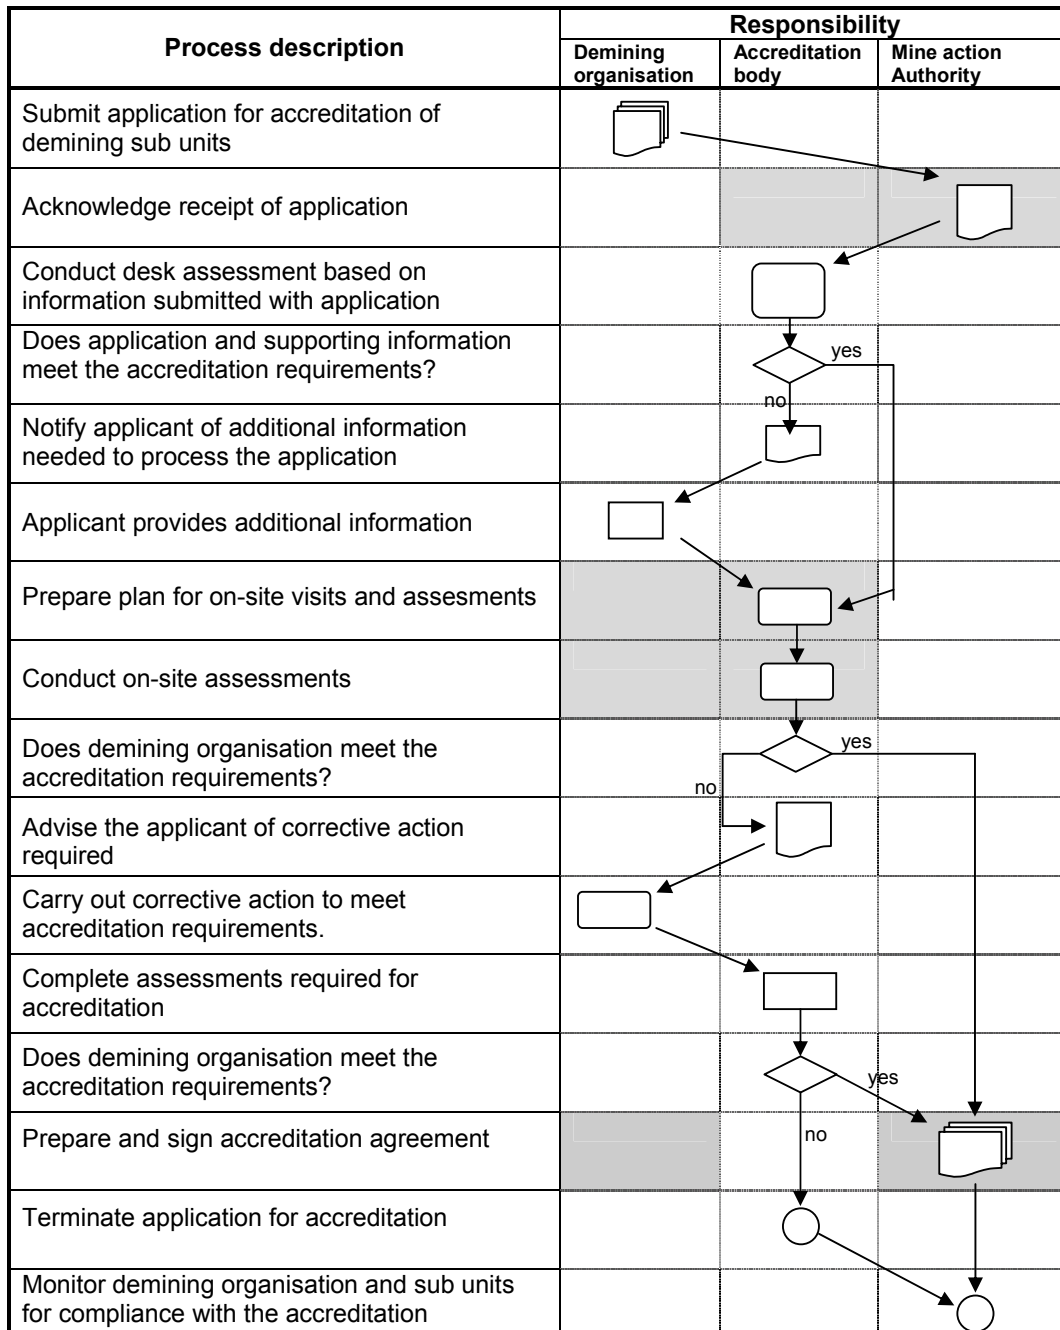 Process description
Responsibility
Demining
organisation
Accreditation
body
Mine action
Authority
Submit application for accreditation of
demining sub units
Acknowledge receipt of application
Conduct desk assessment based on
information submitted with application
Does application and supporting information
meet the accreditation requirements?
yes
no
Notify applicant of additional information
needed to process the application
Applicant provides additional information
Prepare plan for on-site visits and assesments
Conduct on-site assessments
Does demining organisation meet the
accreditation requirements?
yes
no
Advise the applicant of corrective action
required
Carry out corrective action to meet
accreditation requirements.
Complete assessments required for
accreditation
Does demining organisation meet the
accreditation requirements?
yes
Prepare and sign accreditation agreement
no
Terminate application for accreditation
Monitor demining organisation and sub units
for compliance with the accreditation